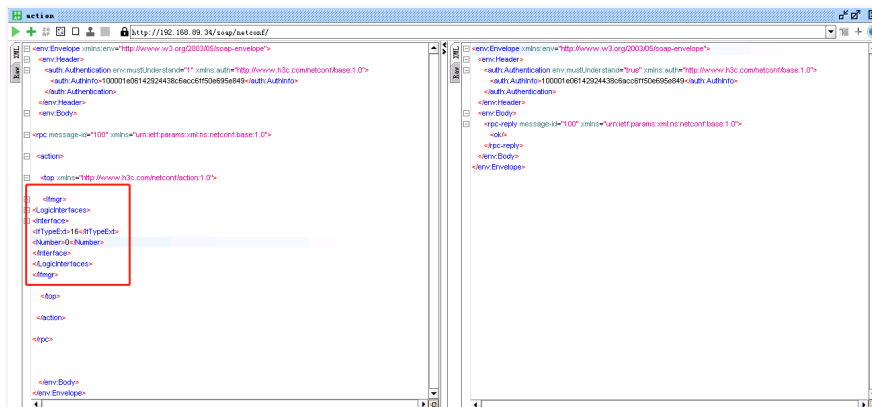 action
http://192.168.89.34/soap/netconf/
XML
Raw
<env:Envelope xmlns:env="http://www.w3.org/2003/05/soap-envelope">
<env:Header>
<auth:Authentication env:mustUnderstand="1" xmlns:auth="http://www.h3c.com/netconf/base:1.0">
<auth:AuthInfo>100001e06142924438c6acc6ff50e695e849</auth:AuthInfo>
</auth:Authentication>
</env:Header>
<env:Body>
<rpc message-id="100" xmlns="urn:ietf:params:xml:ns:netconf:base:1.0">
<action>
<top xmlns="http://www.h3c.com/netconf/action:1.0">
<Ifmgr>
<LogicInterfaces>
<Interface>
<IfTypeExt>16</IfTypeExt>
<Number>0</Number>
</Interface>
</LogicInterfaces>
</Ifmgr>
</top>
</action>
</rpc>
</env:Body>
</env:Envelope>
XML
Raw
<env:Envelope xmlns:env="http://www.w3.org/2003/05/soap-envelope">
<env:Header>
<auth:Authentication env:mustUnderstand="true" xmlns:auth="http://www.h3c.com/netconf/base:1.0">
<auth:AuthInfo>100001e06142924438c6acc6ff50e695e849</auth:AuthInfo>
</auth:Authentication>
</env:Header>
<env:Body>
<rpc-reply message-id="100" xmlns="urn:ietf:params:xml:ns:netconf:base:1.0">
<ok/>
</rpc-reply>
</env:Body>
</env:Envelope>